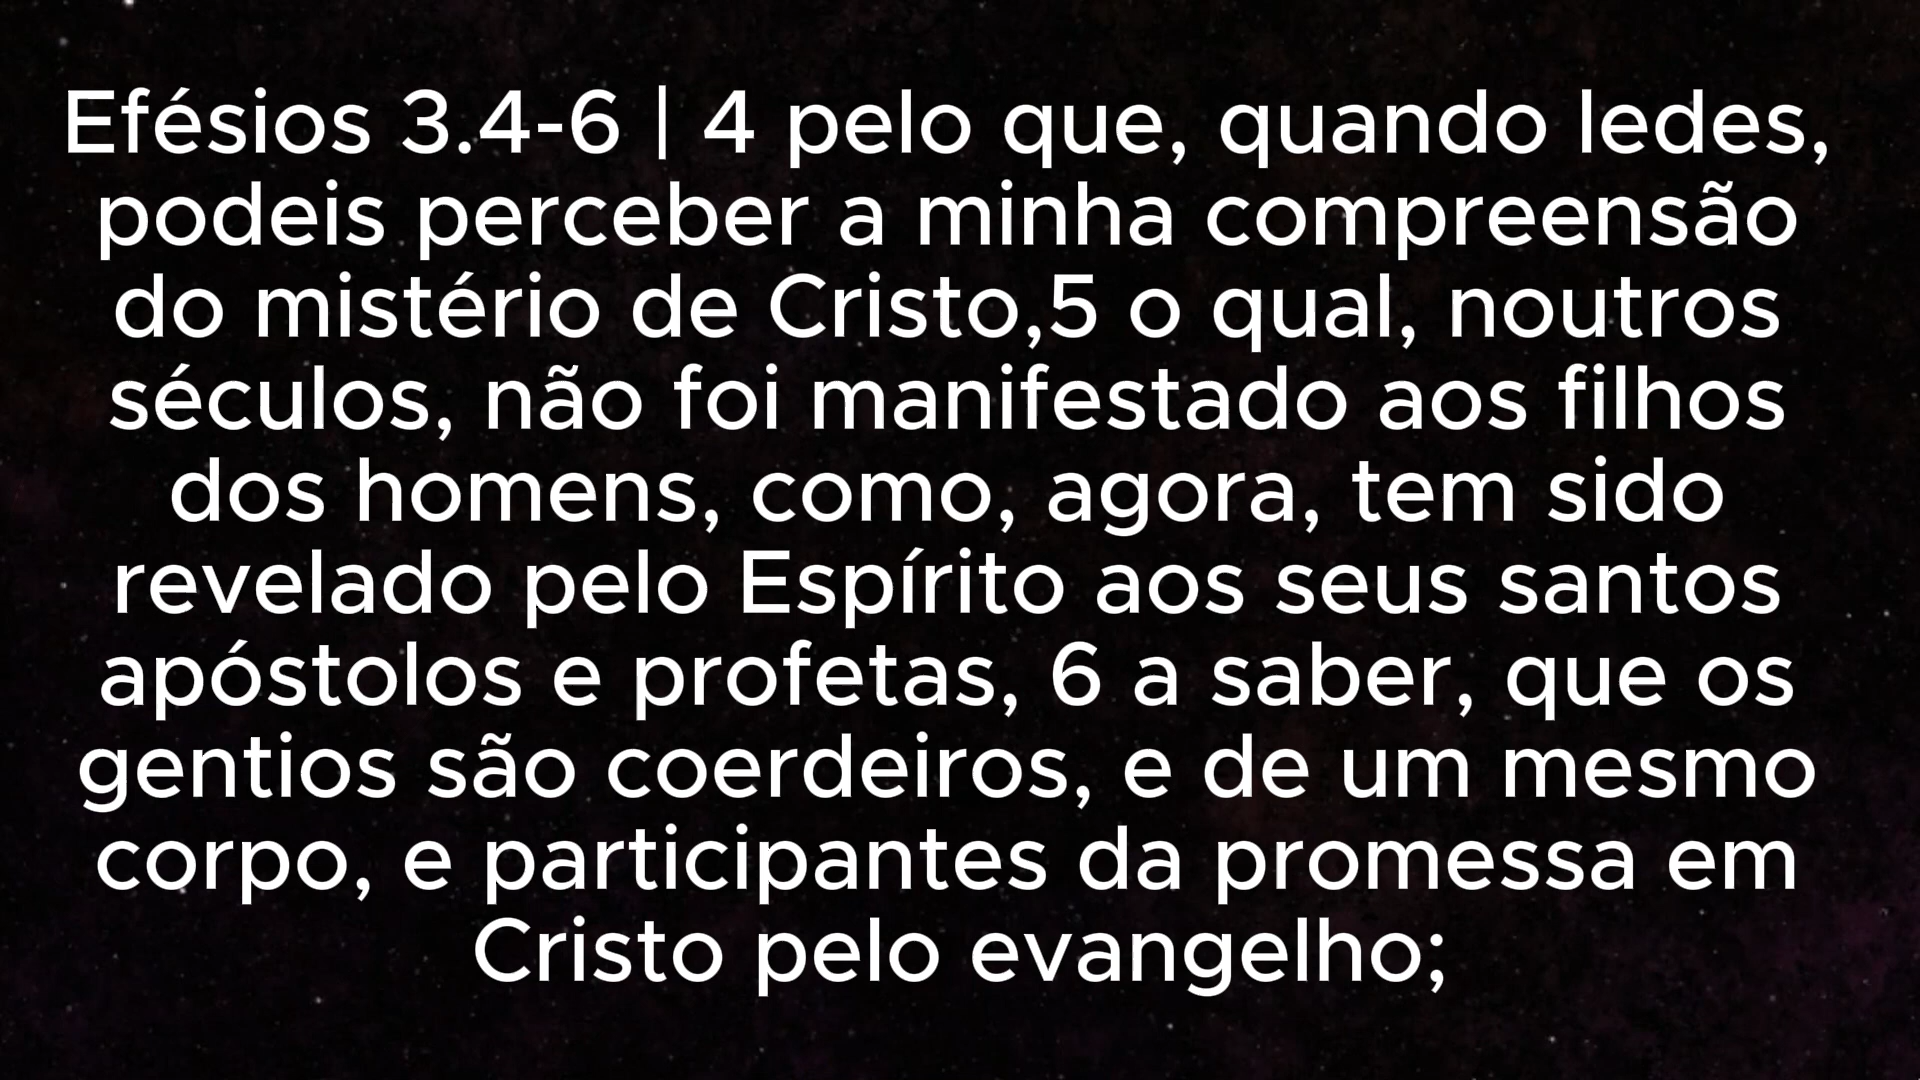 Efésios 3.4-6 | 4 pelo que, quando ledes,
podeis perceber a minha compreensão
do mistério de Cristo,5 o qual, noutros
séculos, não foi manifestado aos filhos
dos homens, como, agora, tem sido
revelado pelo Espírito aos seus santos
apóstolos e profetas, 6 a saber, que os
gentios são coerdeiros, e de um mesmo
corpo, e participantes da promessa em
Cristo pelo evangelho;